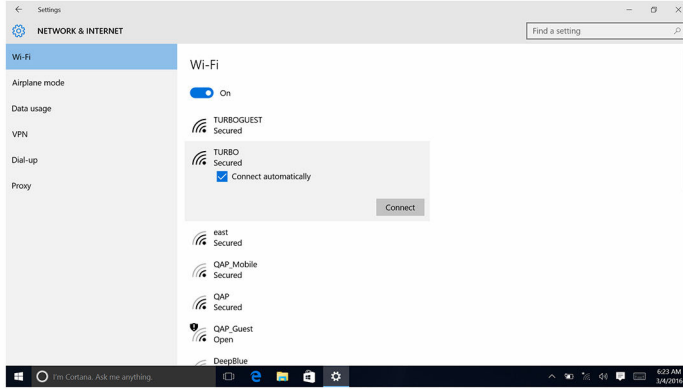 Settings
NETWORK & INTERNET
Find a setting
Wi-Fi
Airplane mode
Data usage
VPN
Dial-up
Proxy
Wi-Fi
On
TURBOGUEST
Secured
TURBO
Secured
Connect automatically
Connect
east
Secured
QAP_Mobile
Secured
QAP
Secured
QAP_Guest
Open
DeepBlue
I'm Cortana. Ask me anything.
6:23 AM
3/4/2016